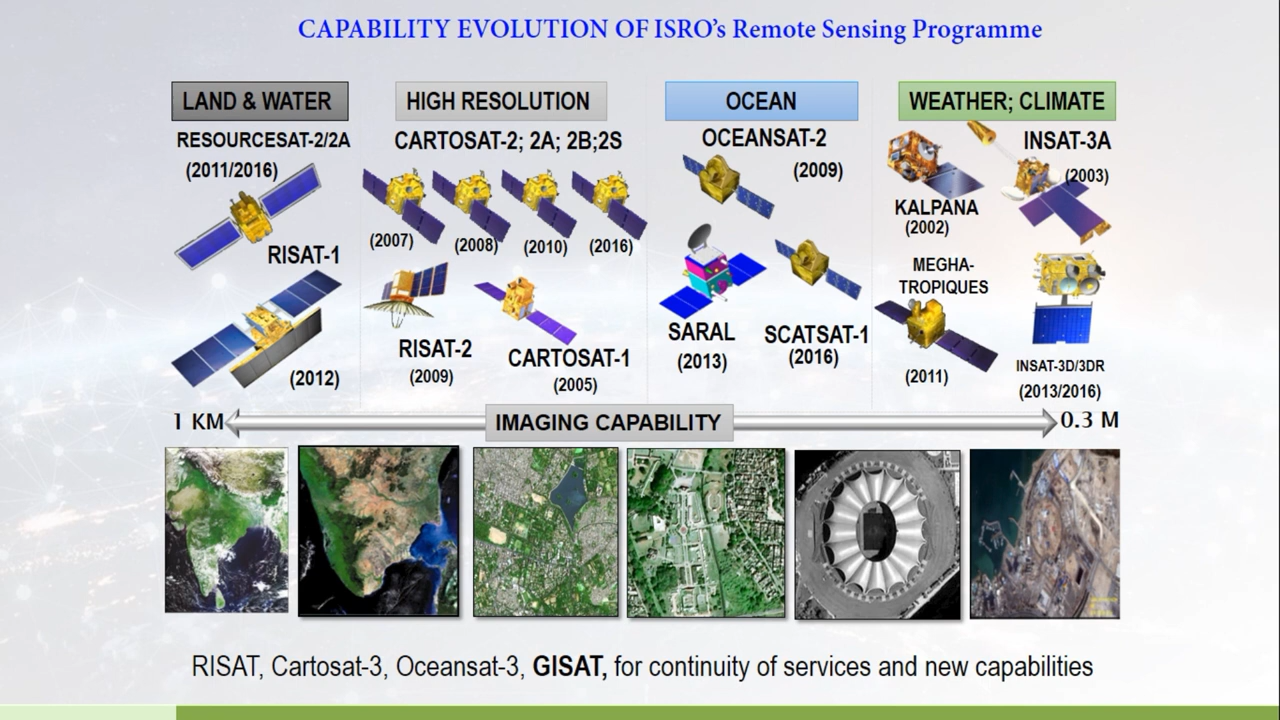 CAPABILITY EVOLUTION OF ISRO's Remote Sensing Programme
LAND & WATER
RESOURCESAT-2/2A
(2011/2016)
RISAT-1
(2012)
HIGH RESOLUTION
CARTOSAT-2; 2A; 2B;2S
(2007)
(2008)
(2010)
(2016)
RISAT-2
(2009)
CARTOSAT-1
(2005)
OCEAN
OCEANSAT-2
(2009)
SARAL
(2013)
SCATSAT-1
(2016)
WEATHER; CLIMATE
INSAT-3A
(2003)
KALPANA
(2002)
MEGHA-
TROPIQUES
(2011)
INSAT-3D/3DR
(2013/2016)
1 KM
IMAGING CAPABILITY
0.3 M
RISAT, Cartosat-3, Oceansat-3, GISAT, for continuity of services and new capabilities